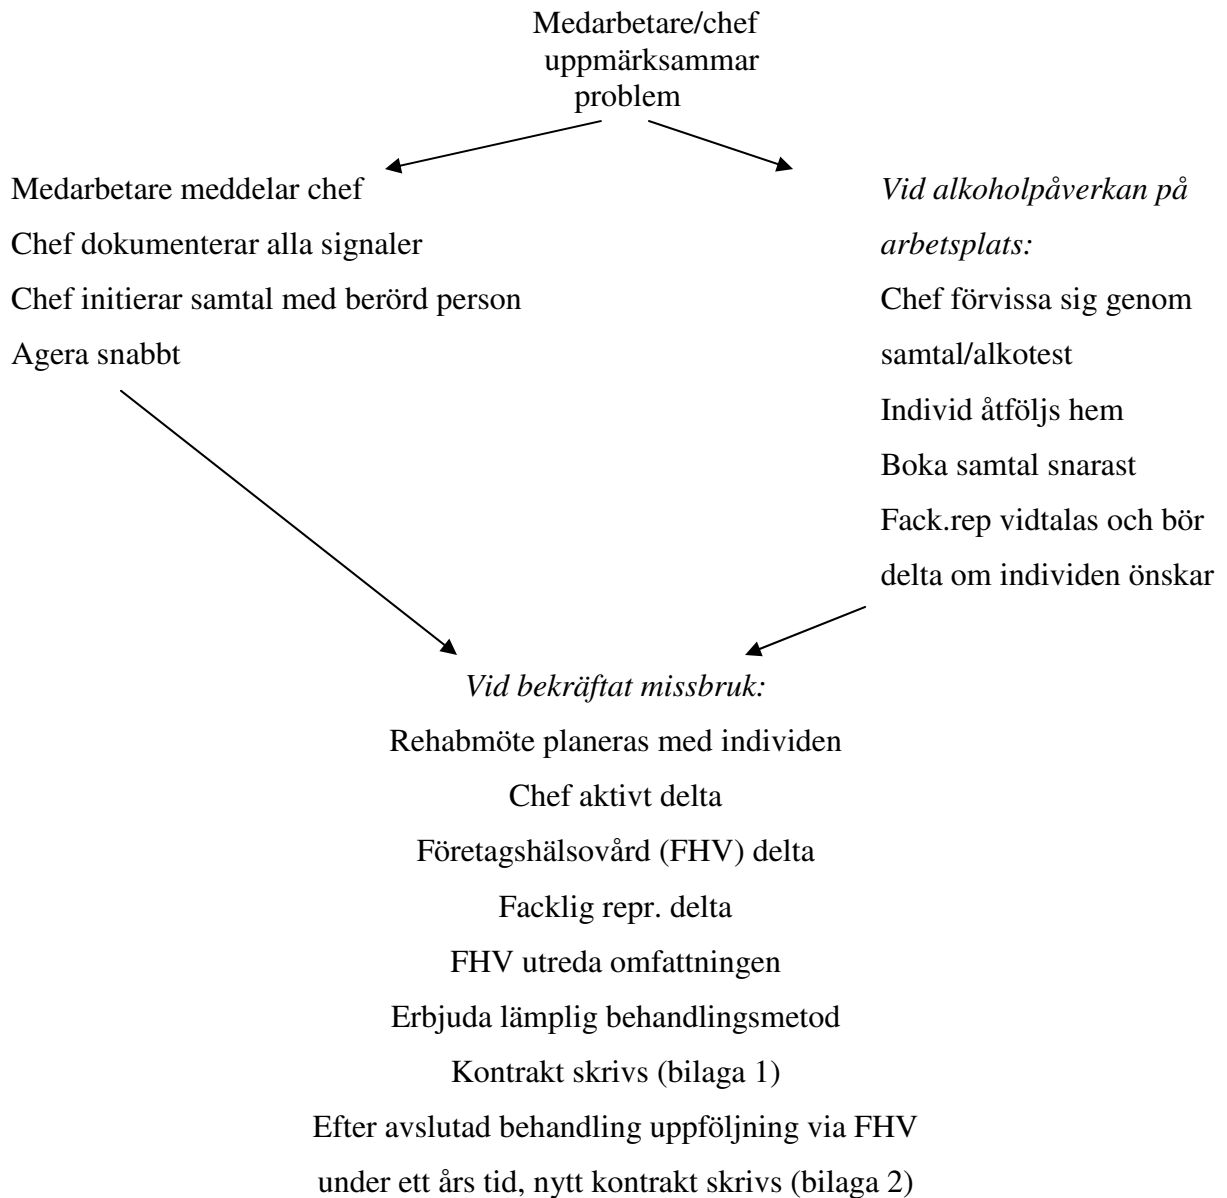 Medarbetare/chef
uppmärksammar
problem
Medarbetare meddelar chef
Chef dokumenterar alla signaler
Chef initierar samtal med berörd person
Agera snabbt
Vid alkoholpåverkan på
arbetsplats:
Chef förvissa sig genom
samtal/alkotest
Individ åtföljs hem
Boka samtal snarast
Fack.rep vidtalas och bör
delta om individen önskar
Vid bekräftat missbruk:
Rehabmöte planeras med individen
Chef aktivt delta
Företagshälsovård (FHV) delta
Facklig repr. delta
FHV utreda omfattningen
Erbjuda lämplig behandlingsmetod
Kontrakt skrivs (bilaga 1)
Efter avslutad behandling uppföljning via FHV
under ett års tid, nytt kontrakt skrivs (bilaga 2)